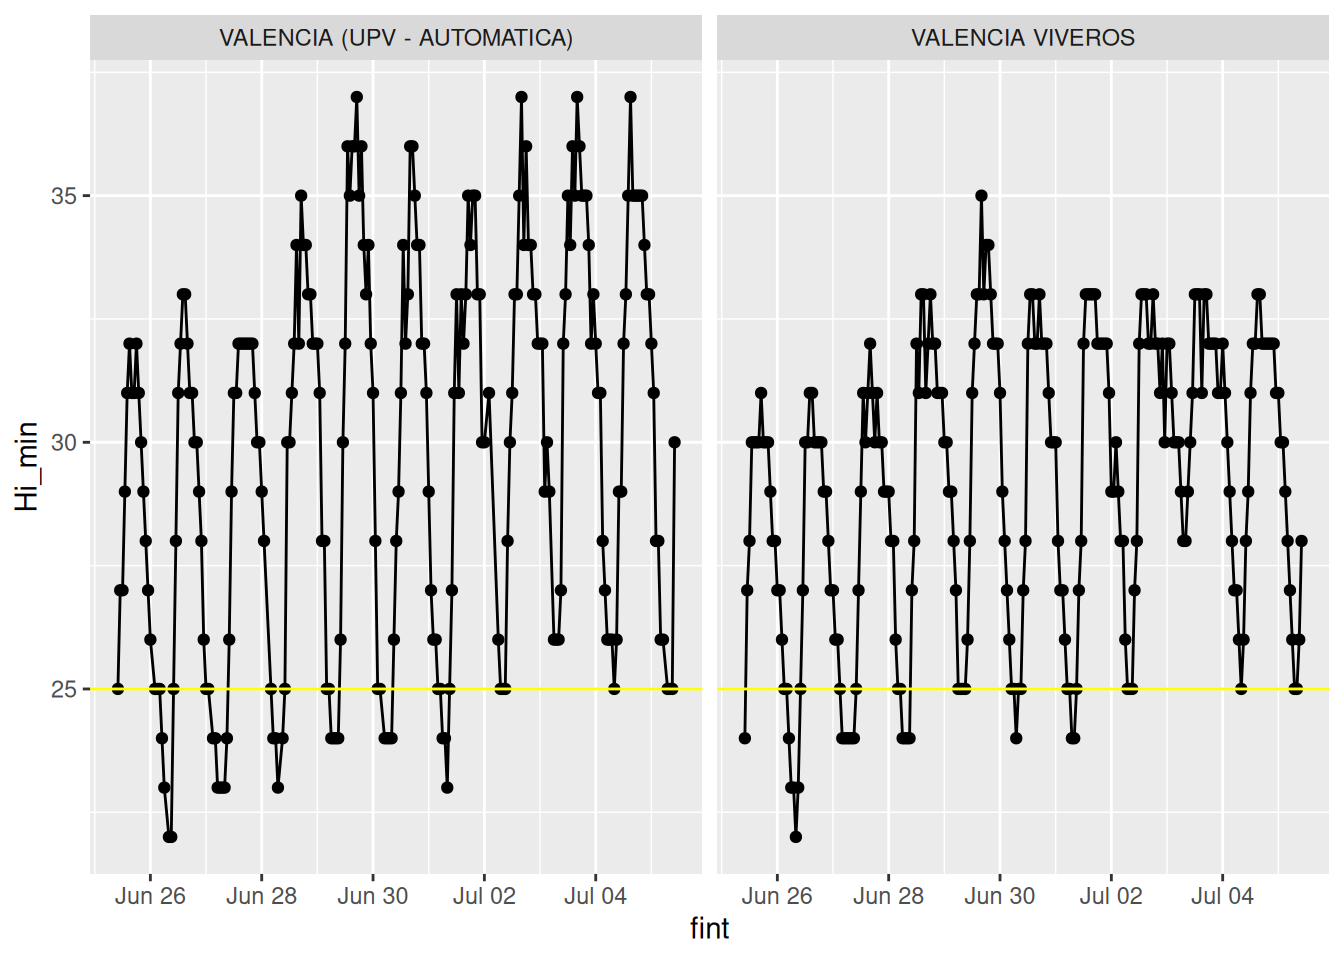 VALENCIA (UPV - AUTOMATICA)
VALENCIA VIVEROS
35
30
25
Hi_min
Jun 26
Jun 28
Jun 30
Jul 02
Jul 04
Jun 26
Jun 28
Jun 30
Jul 02
Jul 04
fint